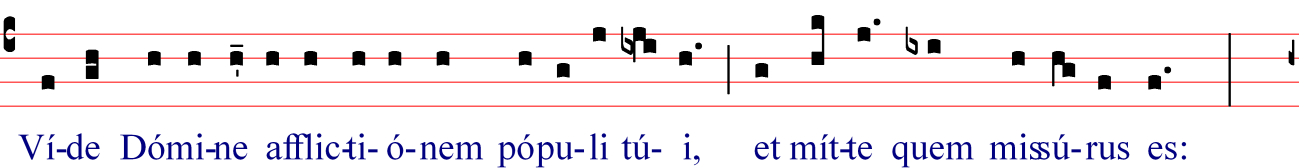 Ví-de Dómi-ne afflic-ti-ó-nem pópu-li tú-i, et mít-te quem missú-rus es: